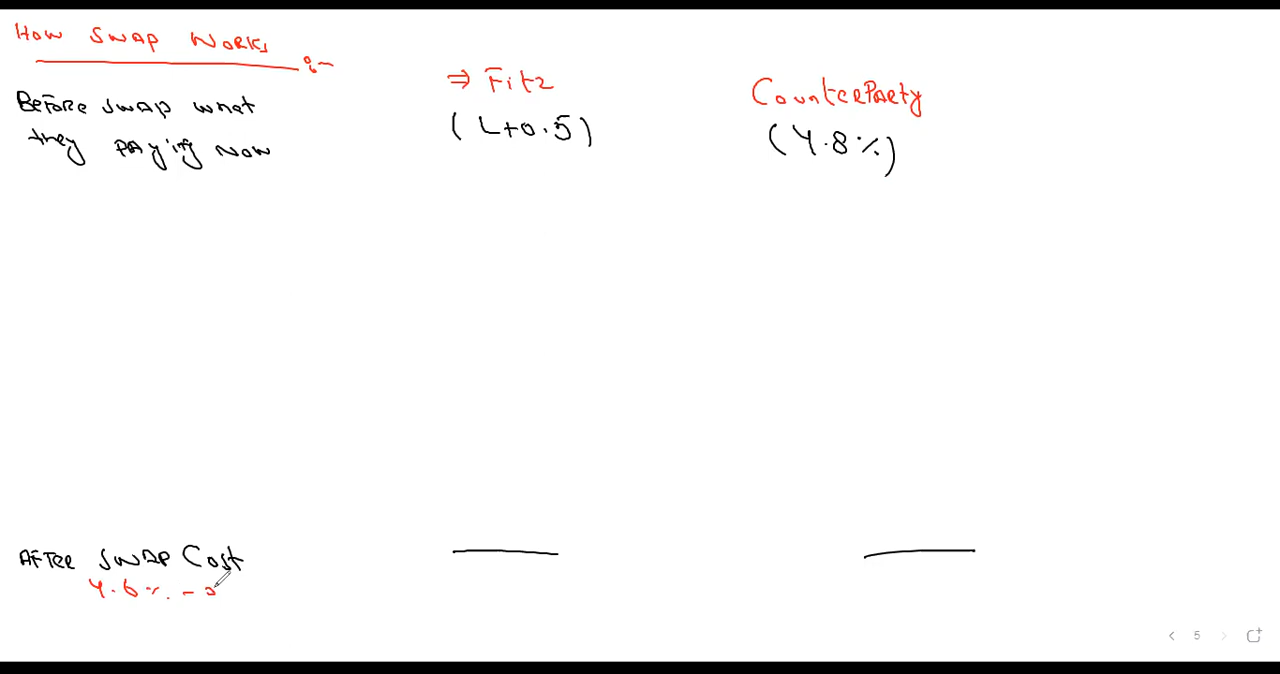 How SWAP WORKS :-
BEFORE SWAP what
they PAying Now
⇒ Fitz
(L+0.5)
CounteRPARty
(4.8%)
AFTER SWAP Cost
4.6% -
5